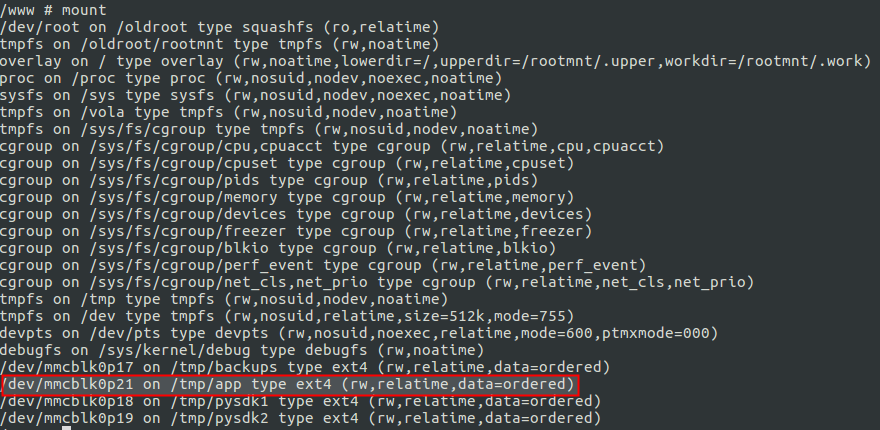 /www # mount
/dev/root on /oldroot type squashfs (ro,relatime)
tmpfs on /oldroot/rootmnt type tmpfs (rw,noatime)
overlay on / type overlay (rw,noatime,lowerdir=/,upperdir=/rootmnt/.upper,workdir=/rootmnt/.work)
proc on /proc type proc (rw,nosuid,nodev,noexec,noatime)
sysfs on /sys type sysfs (rw,nosuid,nodev,noexec,noatime)
tmpfs on /vola type tmpfs (rw,nosuid,nodev,noatime)
tmpfs on /sys/fs/cgroup type tmpfs (rw,nosuid,nodev,noatime)
cgroup on /sys/fs/cgroup/cpu,cpuacct type cgroup (rw,relatime,cpu,cpuacct)
cgroup on /sys/fs/cgroup/cpuset type cgroup (rw,relatime,cpuset)
cgroup on /sys/fs/cgroup/pids type cgroup (rw,relatime,pids)
cgroup on /sys/fs/cgroup/memory type cgroup (rw,relatime,memory)
cgroup on /sys/fs/cgroup/devices type cgroup (rw,relatime,devices)
cgroup on /sys/fs/cgroup/freezer type cgroup (rw,relatime,freezer)
cgroup on /sys/fs/cgroup/blkio type cgroup (rw,relatime,blkio)
cgroup on /sys/fs/cgroup/perf_event type cgroup (rw,relatime,perf_event)
cgroup on /sys/fs/cgroup/net_cls,net_prio type cgroup (rw,relatime,net_cls,net_prio)
tmpfs on /tmp type tmpfs (rw,nosuid,nodev,noatime)
tmpfs on /dev type tmpfs (rw,nosuid,relatime,size=512k,mode=755)
devpts on /dev/pts type devpts (rw,nosuid,noexec,relatime,mode=600,ptmxmode=000)
debugfs on /sys/kernel/debug type debugfs (rw,noatime)
/dev/mmcblk0p17 on /tmp/backups type ext4 (rw,relatime,data=ordered)
/dev/mmcblk0p21 on /tmp/app type ext4 (rw,relatime,data=ordered)
/dev/mmcblk0p18 on /tmp/pysdk1 type ext4 (rw,relatime,data=ordered)
/dev/mmcblk0p19 on /tmp/pysdk2 type ext4 (rw,relatime,data=ordered)